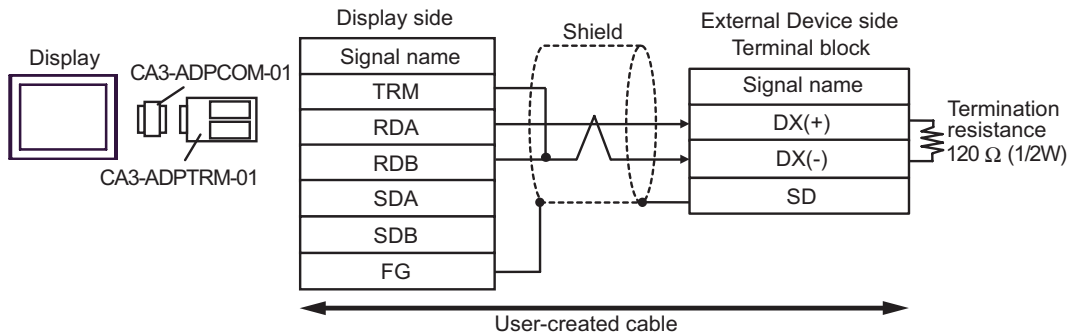 Display
CA3-ADPCOM-01
CA3-ADPTRM-01
Display side
Signal name
TRM
RDA
RDB
SDA
SDB
FG
Shield
External Device side
Terminal block
Signal name
DX(+)
DX(-)
SD
Termination
resistance
120 Ω (1/2W)
User-created cable